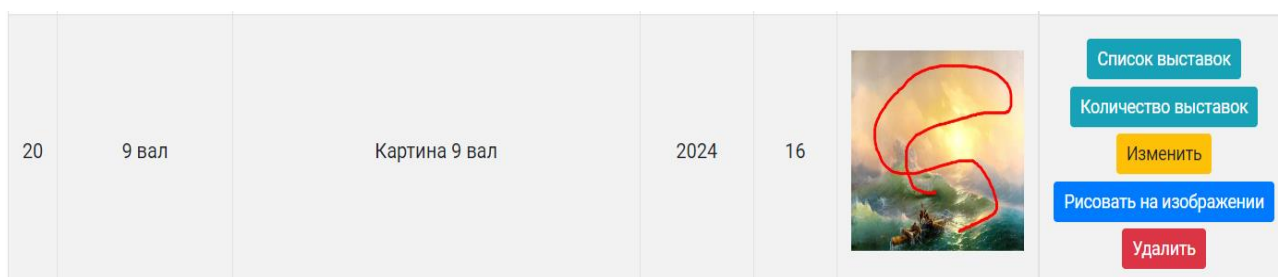 20
9 вал
Картина 9 вал
2024
16
Список выставок
Количество выставок
Изменить
Рисовать на изображении
Удалить